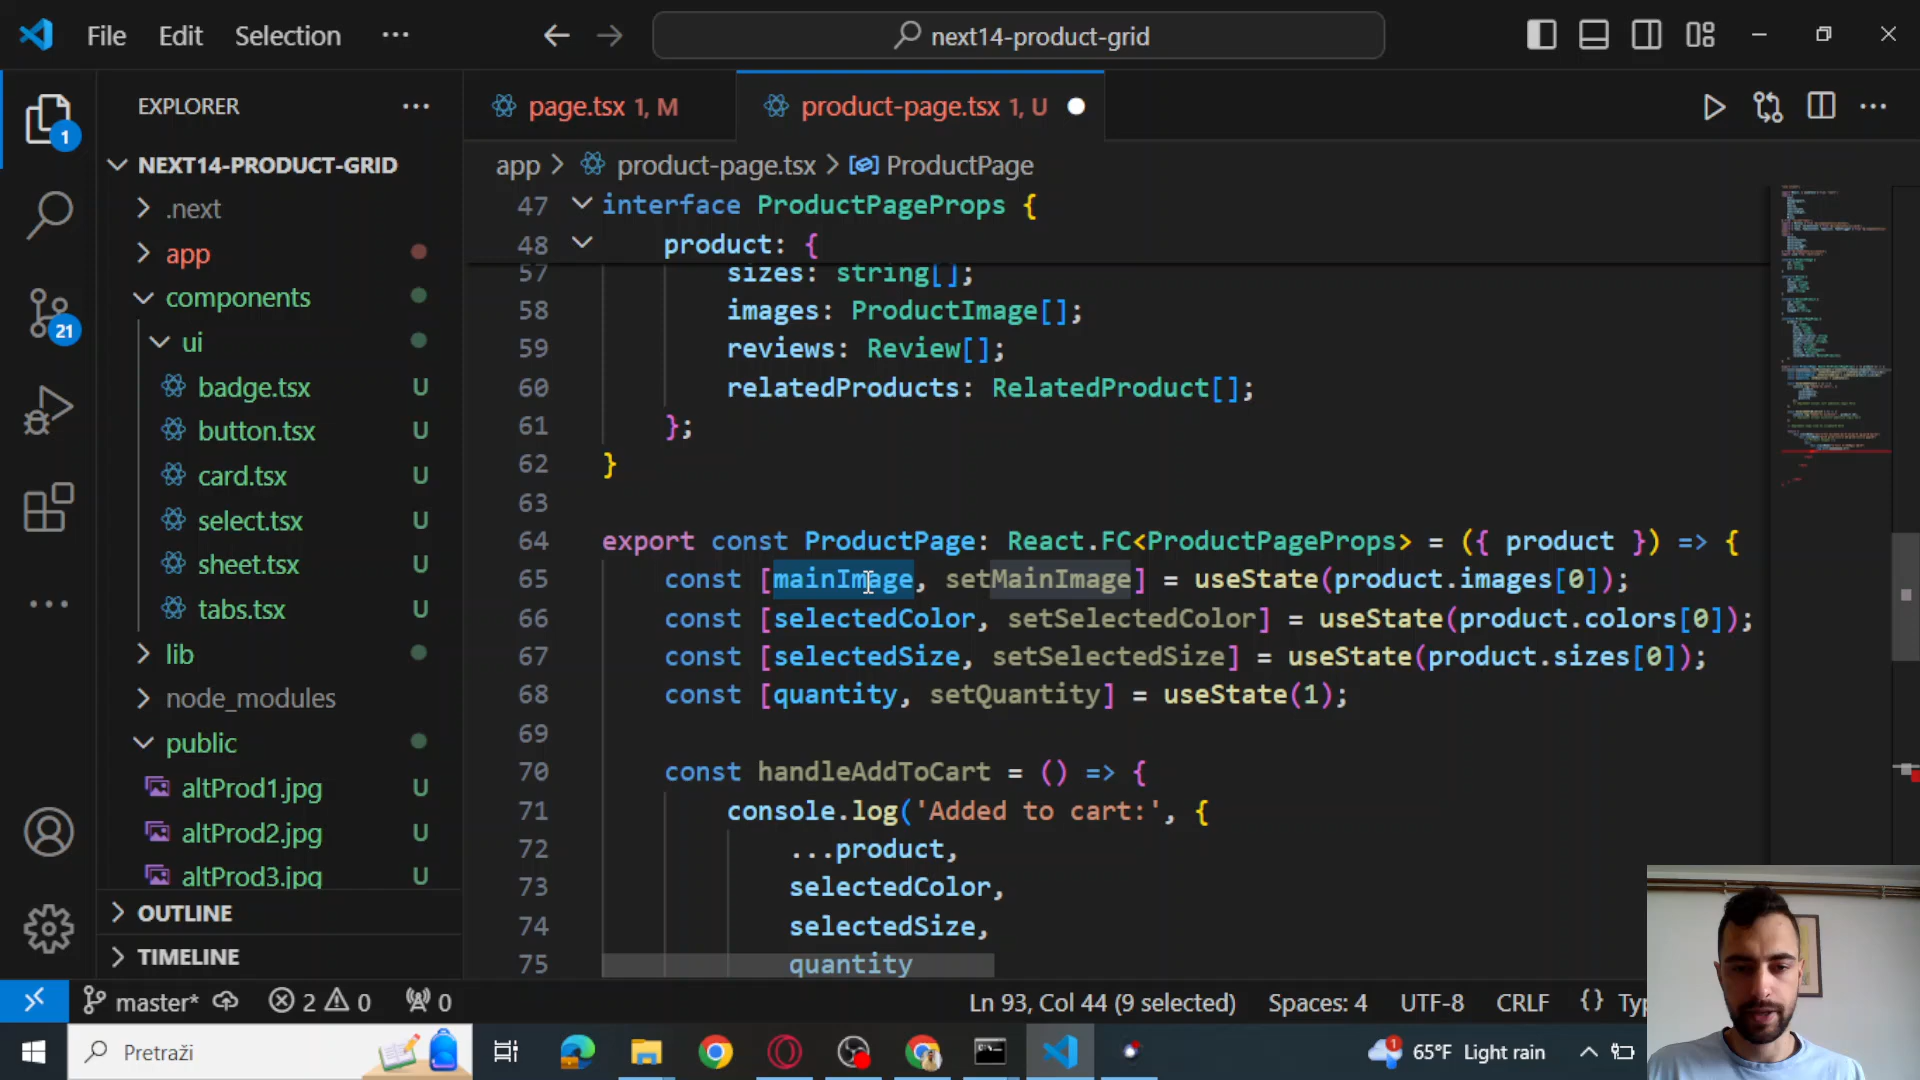 File Edit Selection ···
next14-product-grid
EXPLORER
NEXT14-PRODUCT-GRID
.next
app
components
ui
badge.tsx U
button.tsx U
card.tsx U
select.tsx U
sheet.tsx U
tabs.tsx U
lib
node_modules
public
altProd1.jpg U
altProd2.jpg U
altProd3.jpg U
OUTLINE
TIMELINE
1
21
page.tsx 1, M
product-page.tsx 1, U
app > product-page.tsx > ProductPage
47 interface ProductPageProps {
48 product: {
57 sizes: string[];
58 images: ProductImage[];
59 reviews: Review[];
60 relatedProducts: RelatedProduct[];
61 };
62 }
63
64 export const ProductPage: React.FC<ProductPageProps> = ({ product }) => {
65 const [mainImage, setMainImage] = useState(product.images[0]);
66 const [selectedColor, setSelectedColor] = useState(product.colors[0]);
67 const [selectedSize, setSelectedSize] = useState(product.sizes[0]);
68 const [quantity, setQuantity] = useState(1);
69
70 const handleAddToCart = () => {
71 console.log('Added to cart:', {
72 ...product,
73 selectedColor,
74 selectedSize,
75 quantity
master* 2 0 0
Ln 93, Col 44 (9 selected) Spaces: 4 UTF-8 CRLF {} Typ
Pretraži
1 65°F Light rain